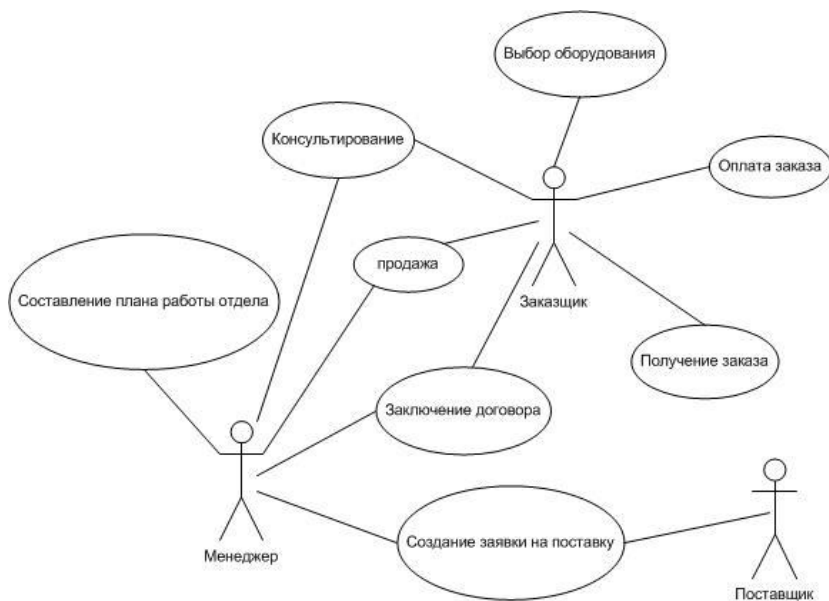 Выбор оборудования
Консультирование
Оплата заказа
продажа
Составление плана работы отдела
Заказщик
Получение заказа
Заключение договора
Создание заявки на поставку
Менеджер
Поставщик